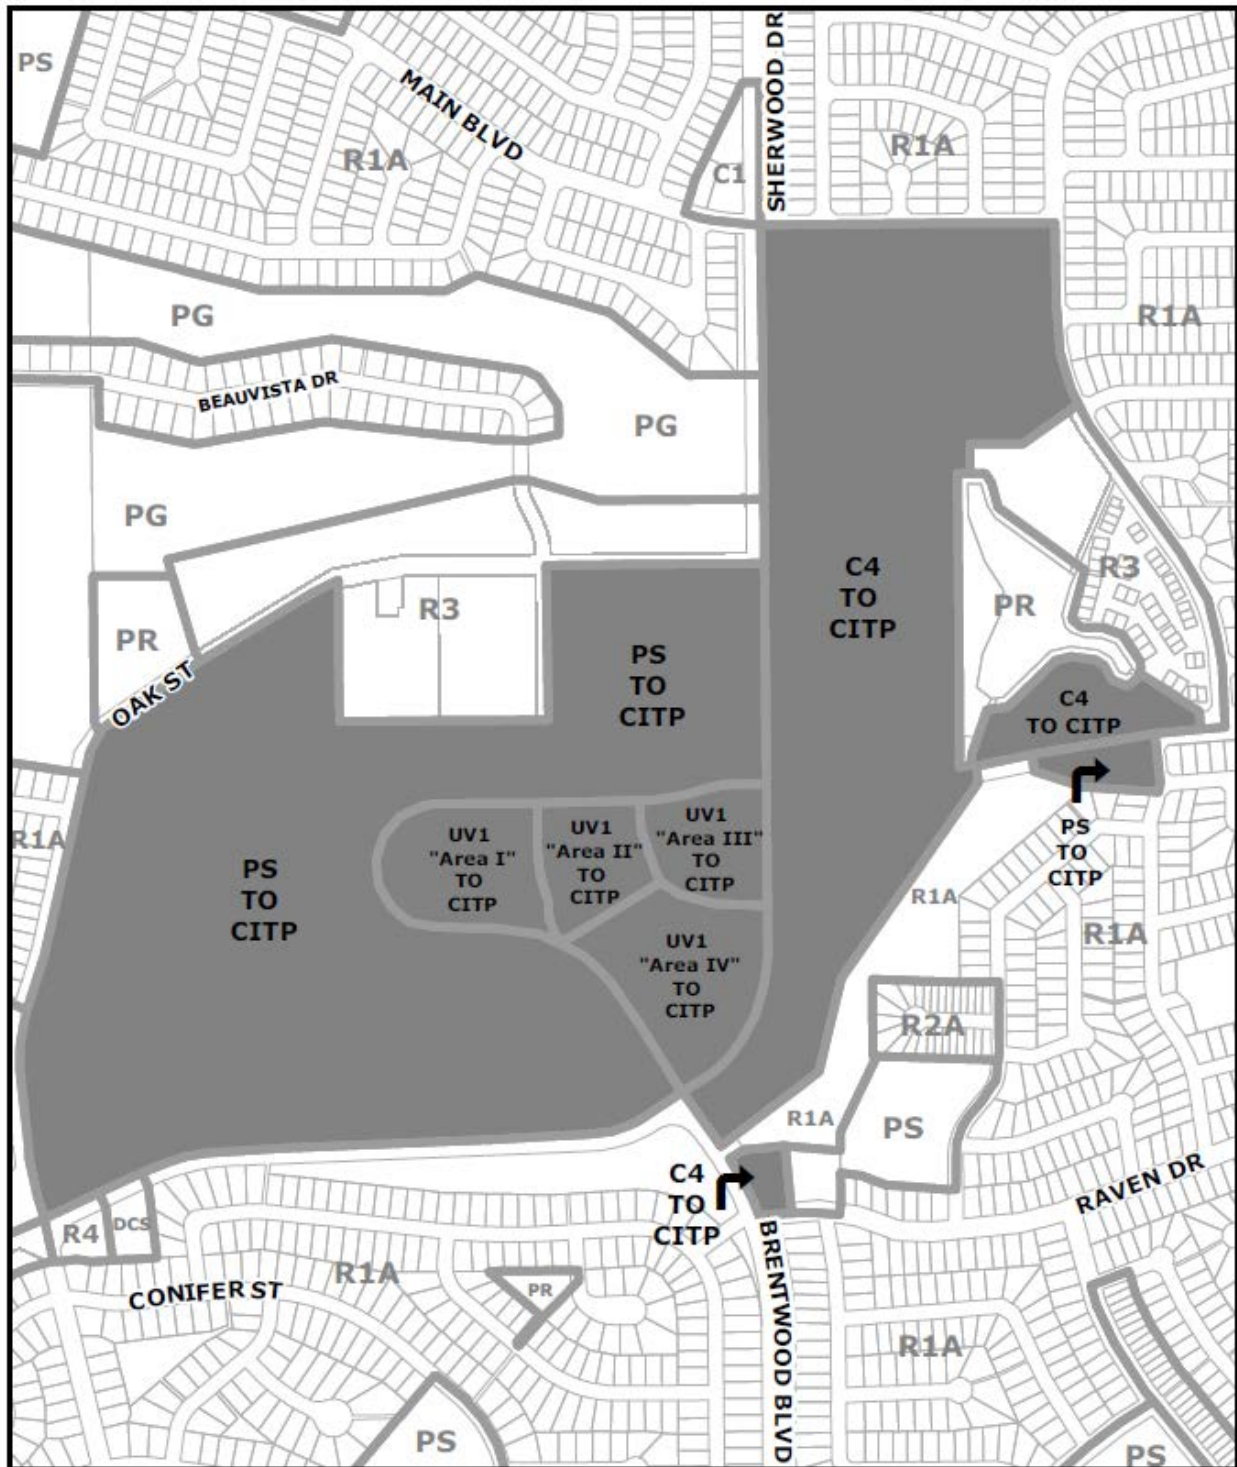 PS
MAIN BLVD
SHERWOOD DR
R1A
R1A
C1
PG
R1A
BEAUVISTA DR
PG
PG
C4
TO
CITP
R3
R3
PR
PR
OAK ST
PS
TO
CITP
C4
TO CITP
PS
TO
CITP
R1A
UV1
"Area I"
TO
CITP
UV1
"Area II"
TO
CITP
UV1
"Area III"
TO
CITP
PS
TO
CITP
R1A
R1A
UV1
"Area IV"
TO
CITP
R2A
R1A
PS
C4
TO
CITP
RAVEN DR
R4
DCS
R1A
CONIFER ST
PR
BRENTWOOD BLVD
R1A
PS
PS